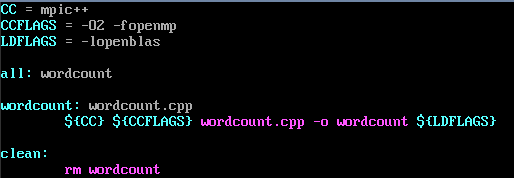 CC = mpic++
CCFLAGS = -O2 -fopenmp
LDFLAGS = -lopenblas
all: wordcount
wordcount: wordcount.cpp
${CC} ${CCFLAGS} wordcount.cpp -o wordcount ${LDFLAGS}
clean:
rm wordcount